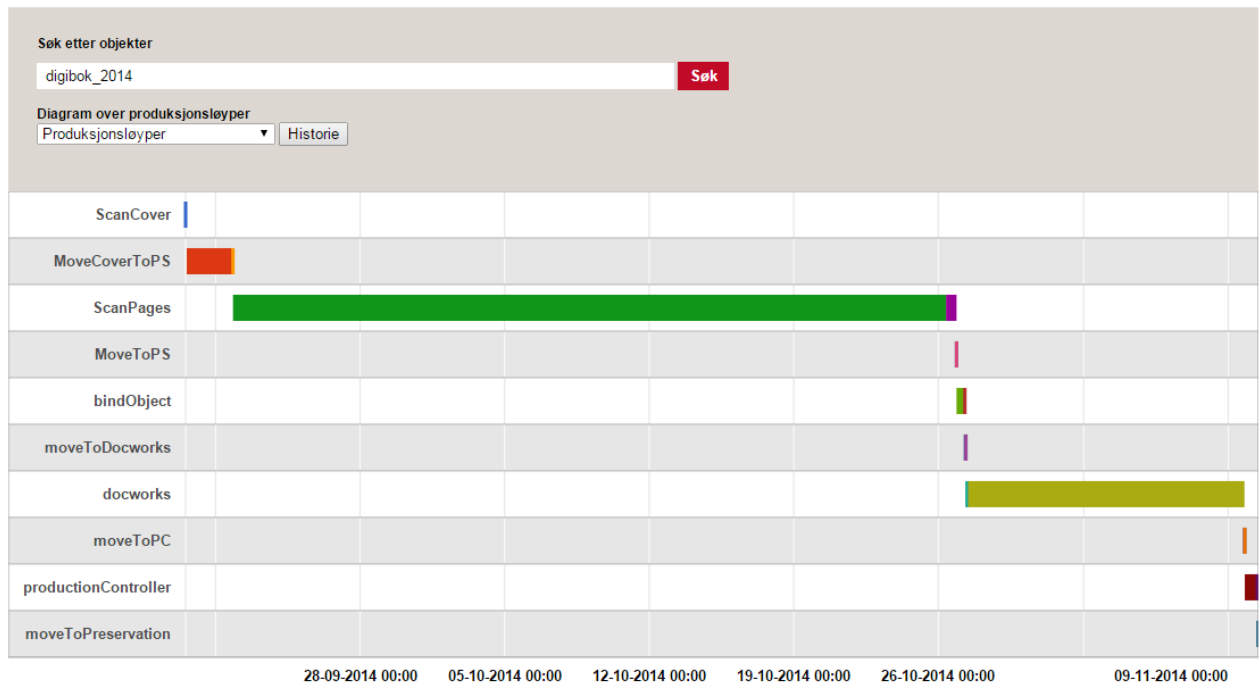 Søk etter objekter
digibok_2014
Søk
Diagram over produksjonsløyper
Produksjonsløyper
Historie
ScanCover
MoveCoverToPS
ScanPages
MoveToPS
bindObject
moveToDocworks
docworks
moveToPC
productionController
moveToPreservation
28-09-2014 00:00 05-10-2014 00:00 12-10-2014 00:00 19-10-2014 00:00 26-10-2014 00:00 09-11-2014 00:00